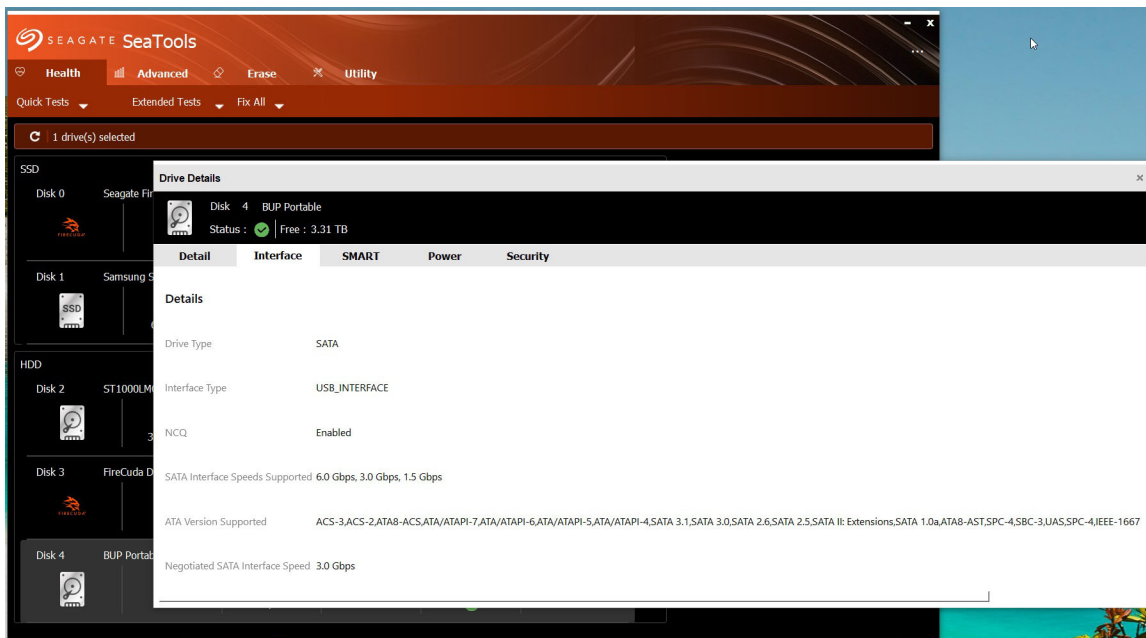 SEAGATE SeaTools
- x
...
Health Advanced Erase Utility
Quick Tests Extended Tests Fix All
1 drive(s) selected
SSD
Disk 0 Seagate
FIRECUDA
Disk 1 Samsung
SSD
HDD
Disk 2
Disk 3 FireCuda
FIRECUDA
Disk 4 BUP
Drive Details
×
Disk 4 BUP Portable
Status : Free : 3.31 TB
Detail Interface SMART Power Security
Details
Drive Type SATA
Interface Type USB_INTERFACE
NCQ Enabled
SATA Interface Speeds Supported 6.0 Gbps, 3.0 Gbps, 1.5 Gbps
ATA Version Supported ACS-3,ACS-2,ATA8-ACS,ATA/ATAPI-7,ATA/ATAPI-6,ATA/ATAPI-5,ATA/ATAPI-4,SATA 3.1,SATA 3.0,SATA 2.6,SATA 2.5,SATA II: Extensions,SATA 1.0a,ATA8-AST,SPC-4,SBC-3,UAS,SPC-4,IEEE-1667
Negotiated SATA Interface Speed 3.0 Gbps